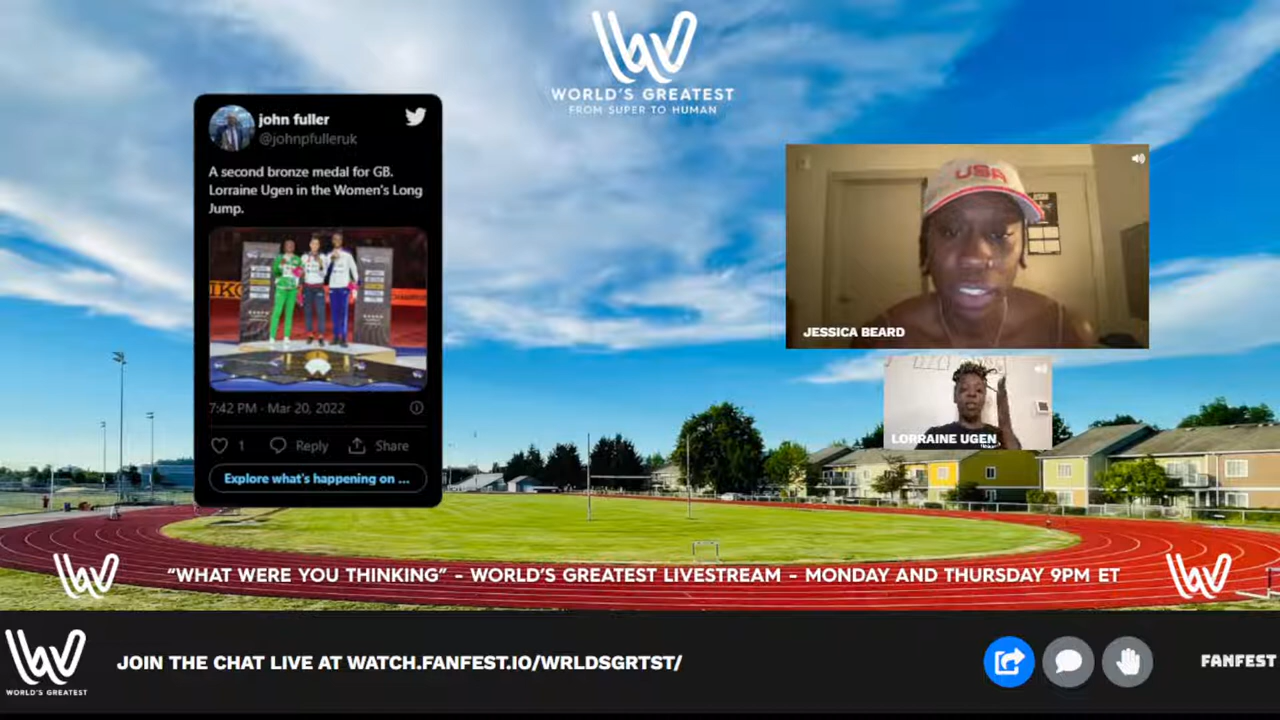 WORLD'S GREATEST
FROM SUPER TO HUMAN
john fuller
@johnpfulleruk
A second bronze medal for GB.
Lorraine Ugen in the Women's Long
Jump.
7:42 PM · Mar 20, 2022
1
Reply
Share
Explore what's happening on ...
USA
JESSICA BEARD
LORRAINE UGEN
"WHAT WERE YOU THINKING" – WORLD'S GREATEST LIVESTREAM – MONDAY AND THURSDAY 9PM ET
WORLD'S GREATEST
JOIN THE CHAT LIVE AT WATCH.FANFEST.IO/WRLDSGRTST/
FANFEST